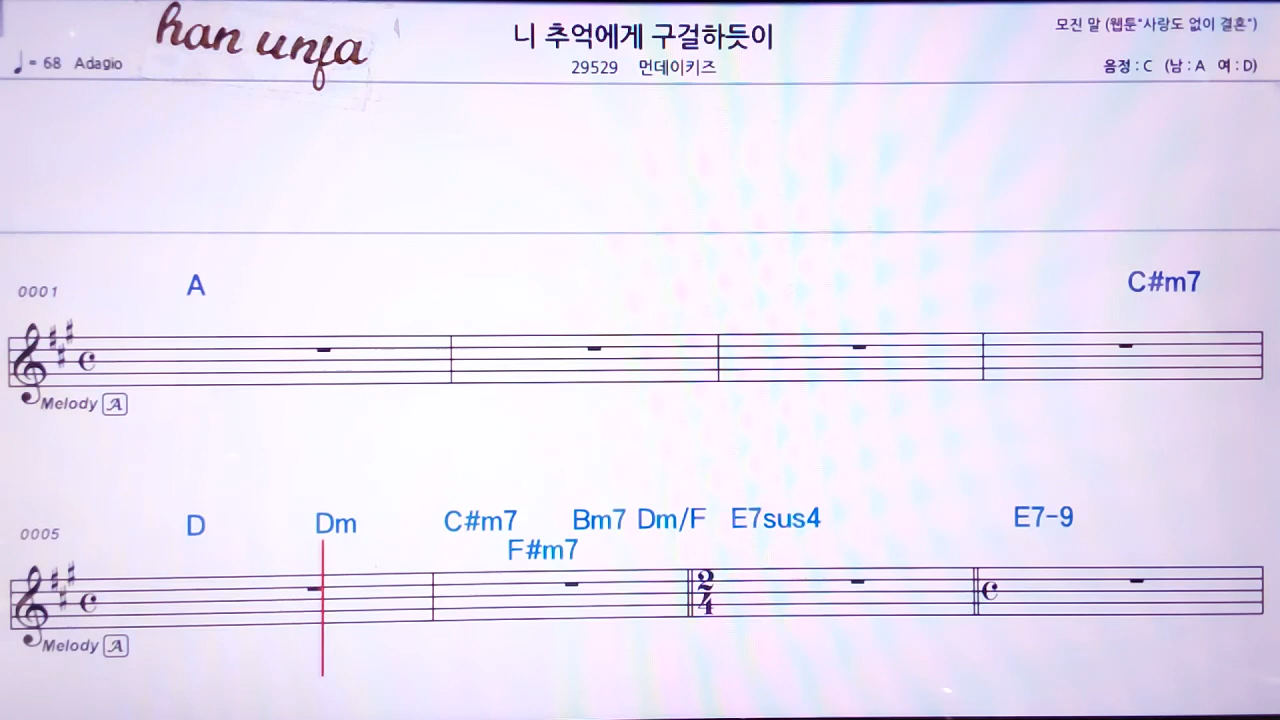 han unfa
♩= 68 Adagio
니 추억에게 구걸하듯이
29529 먼데이키즈
모진 말 (웹툰"사랑도 없이 결혼")
음정 : C (남 : A 여 : D)
0001
A C#m7
Melody A
0005
D Dm C#m7 Bm7 Dm/F E7sus4 E7-9
F#m7
2
4
Melody A